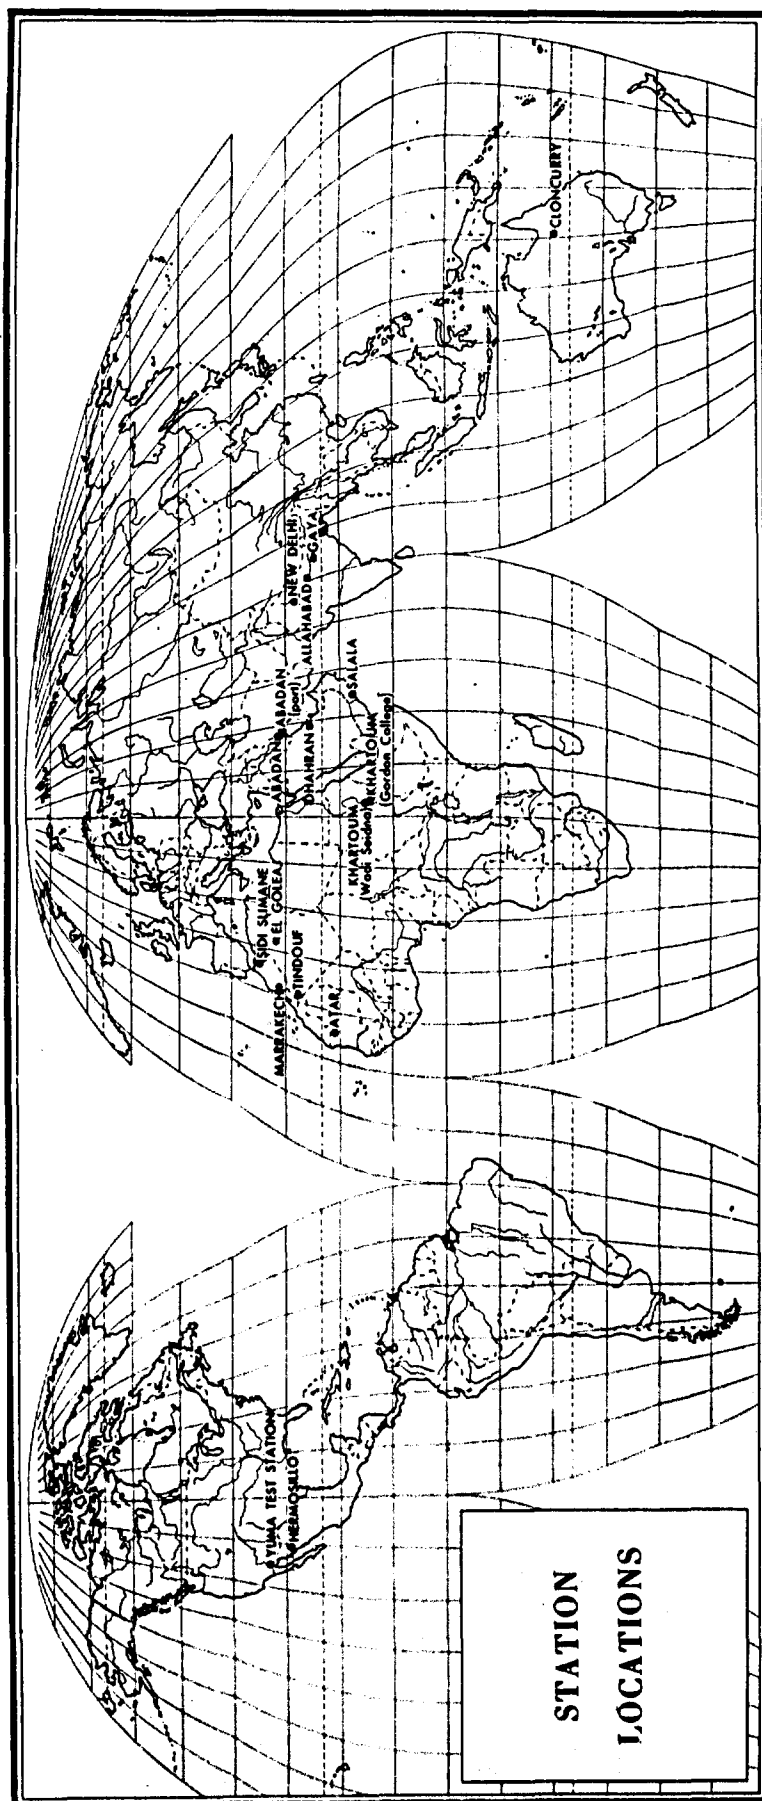 YUMA TEST STATION
HERMOSILLO
MARRAKECH
SIDI SLIMANE
EL GOLEA
TINDOUF
ATAR
KHARTOUM
(Wadi Seidna)
KHARTOUM
(Gordon College)
ABADAN
ABADAN
(port)
DHAHRAN
SALALA
NEW DELHI
ALLAHABAD
GAYA
CLONCURRY
STATION
LOCATIONS